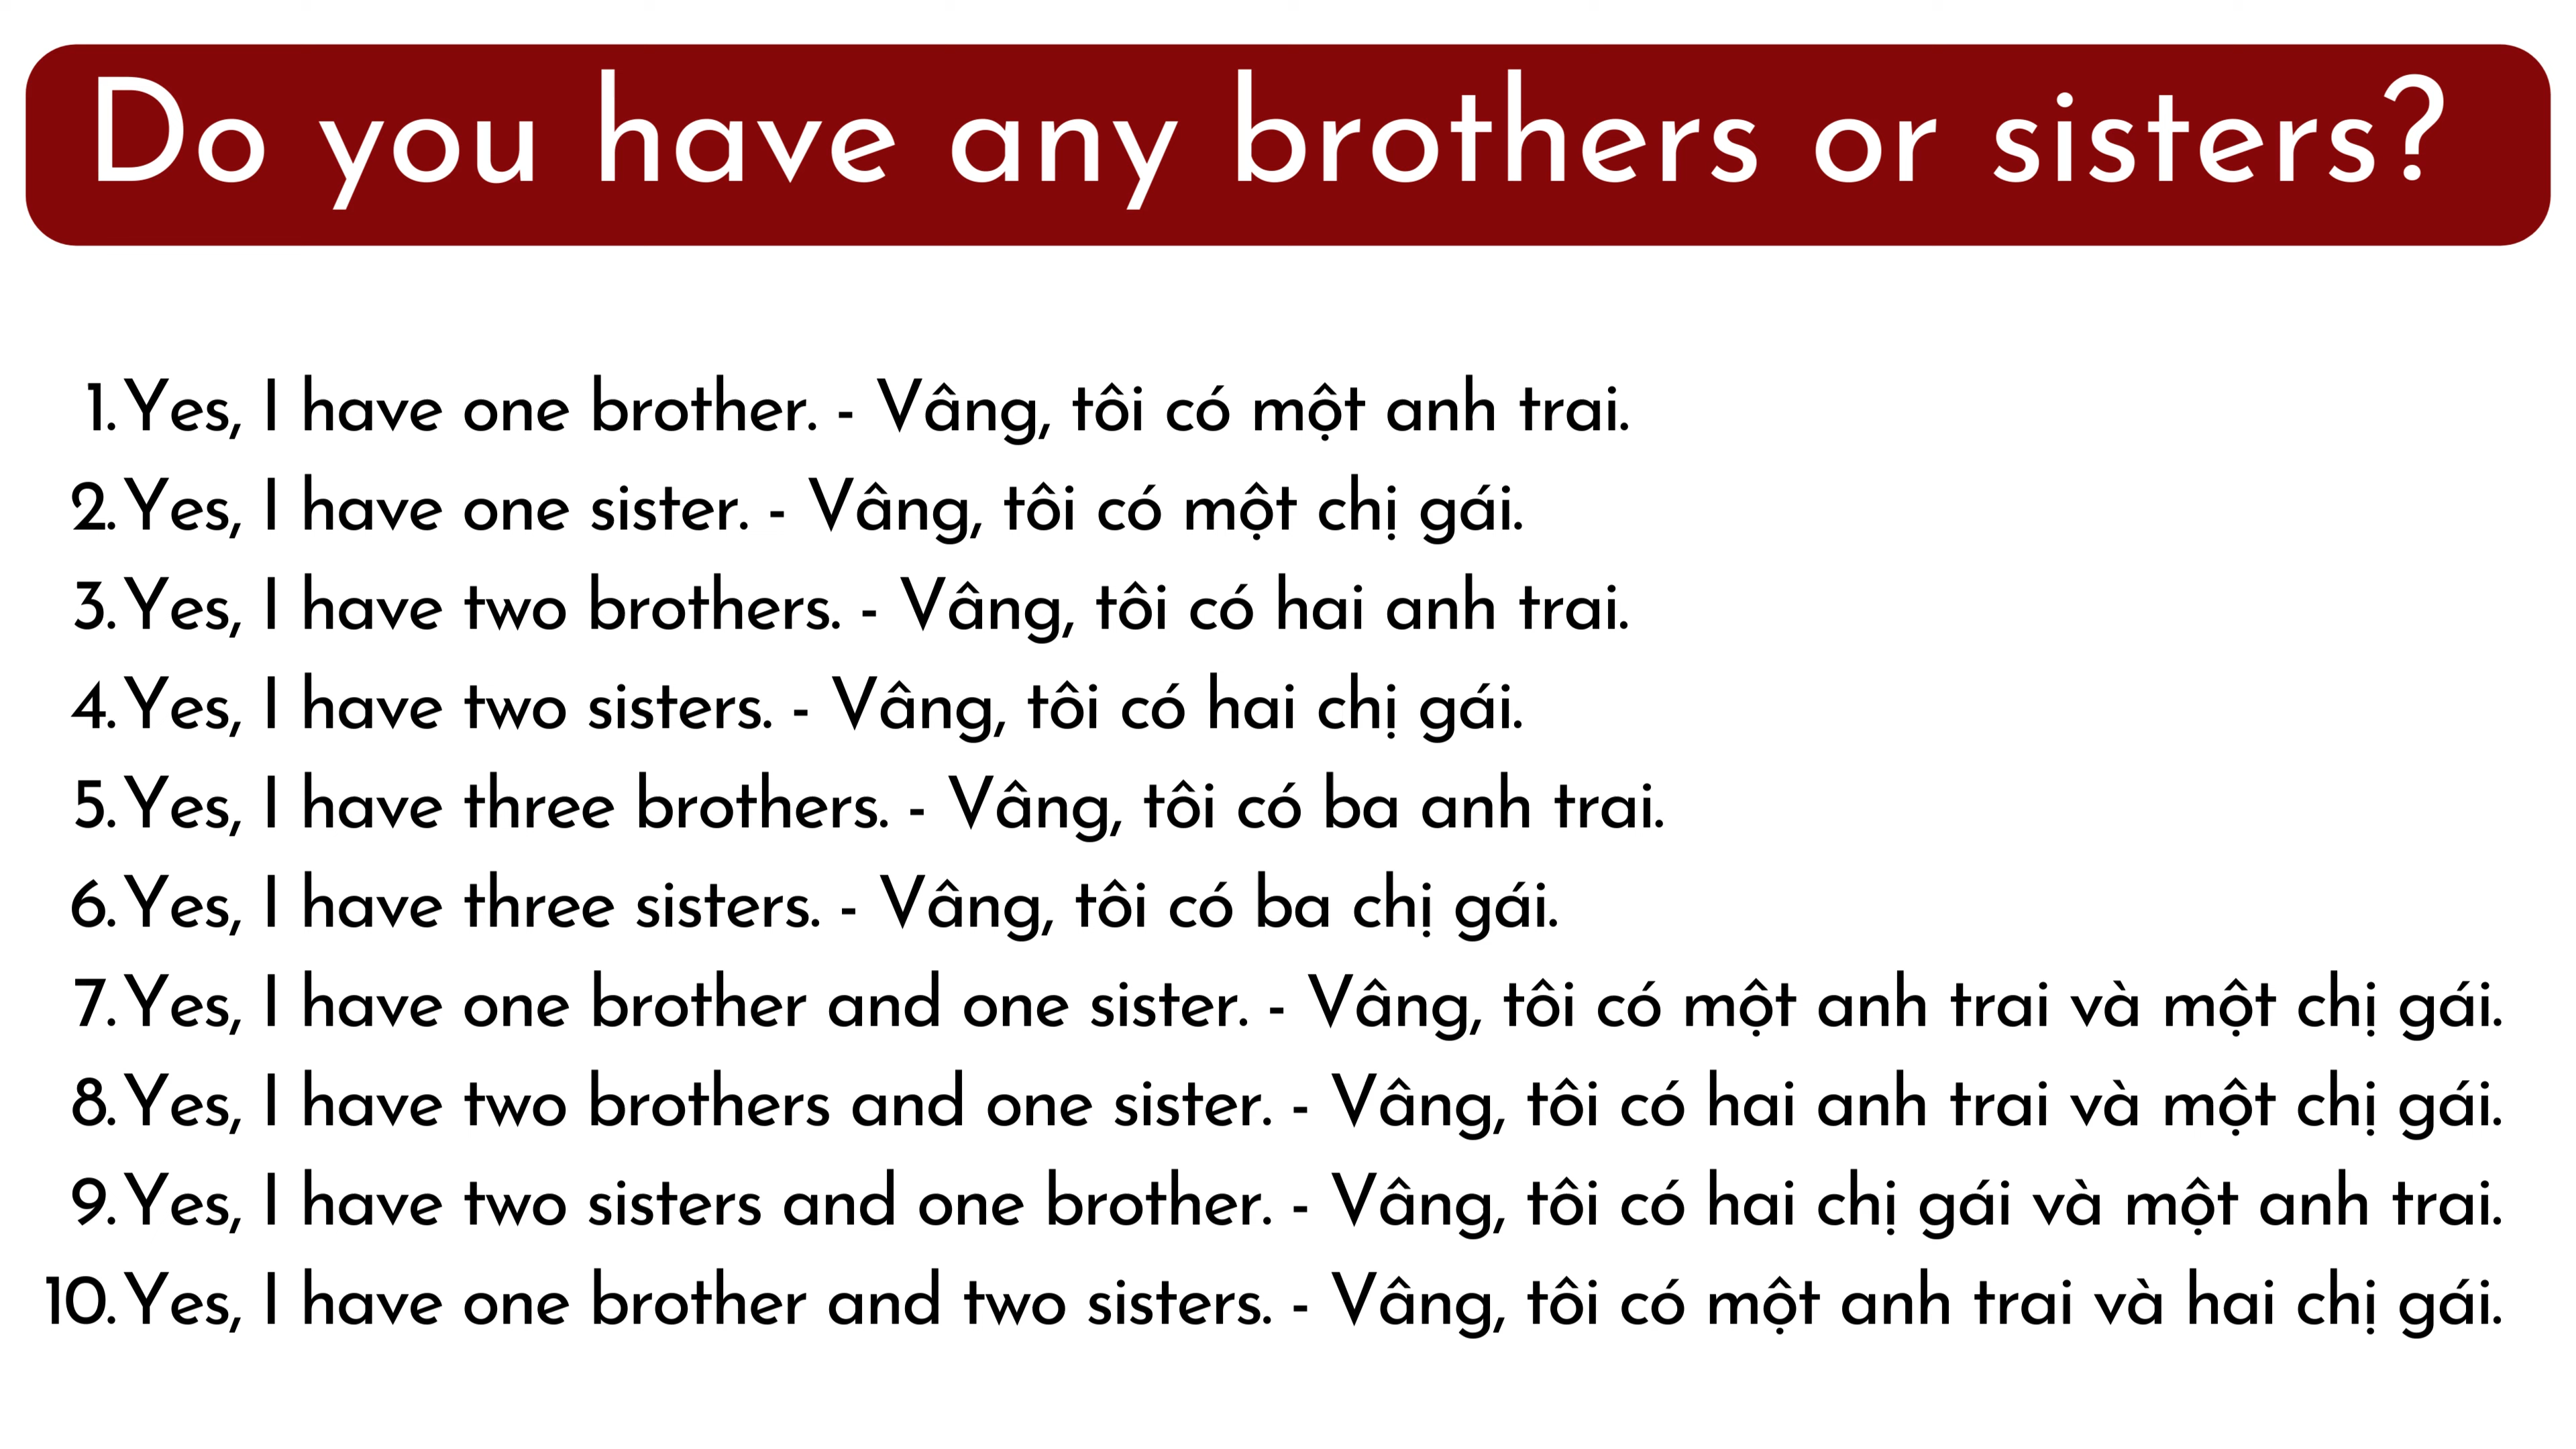 Do you have any brothers or sisters?
1. Yes, I have one brother. - Vâng, tôi có một anh trai.
2. Yes, I have one sister. - Vâng, tôi có một chị gái.
3. Yes, I have two brothers. - Vâng, tôi có hai anh trai.
4. Yes, I have two sisters. - Vâng, tôi có hai chị gái.
5. Yes, I have three brothers. - Vâng, tôi có ba anh trai.
6. Yes, I have three sisters. - Vâng, tôi có ba chị gái.
7. Yes, I have one brother and one sister. - Vâng, tôi có một anh trai và một chị gái.
8. Yes, I have two brothers and one sister. - Vâng, tôi có hai anh trai và một chị gái.
9. Yes, I have two sisters and one brother. - Vâng, tôi có hai chị gái và một anh trai.
10. Yes, I have one brother and two sisters. - Vâng, tôi có một anh trai và hai chị gái.